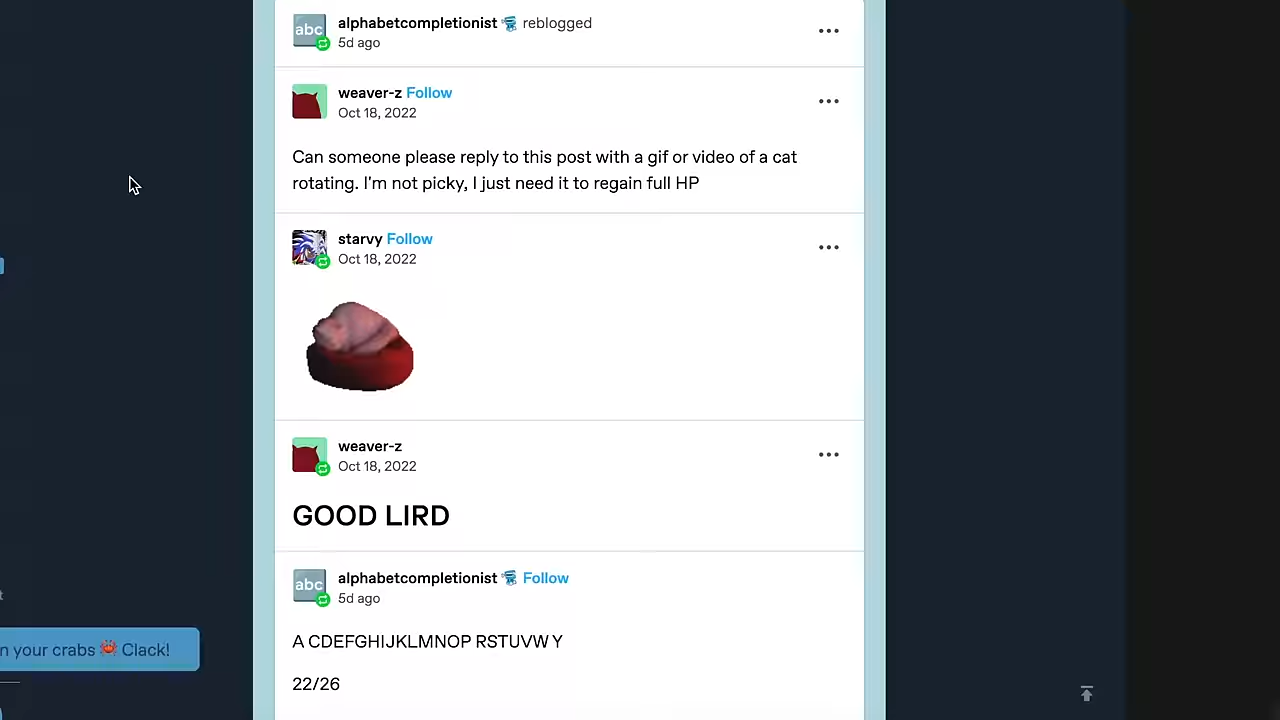 alphabetcompletionist reblogged
5d ago
weaver-z Follow
Oct 18, 2022
Can someone please reply to this post with a gif or video of a cat
rotating. I'm not picky, I just need it to regain full HP
starvy Follow
Oct 18, 2022
weaver-z
Oct 18, 2022
GOOD LIRD
abc alphabetcompletionist Follow
5d ago
A CDEFGHIJKLMNOP RSTUVW Y
22/26
n your crabs 🦀 Clack!